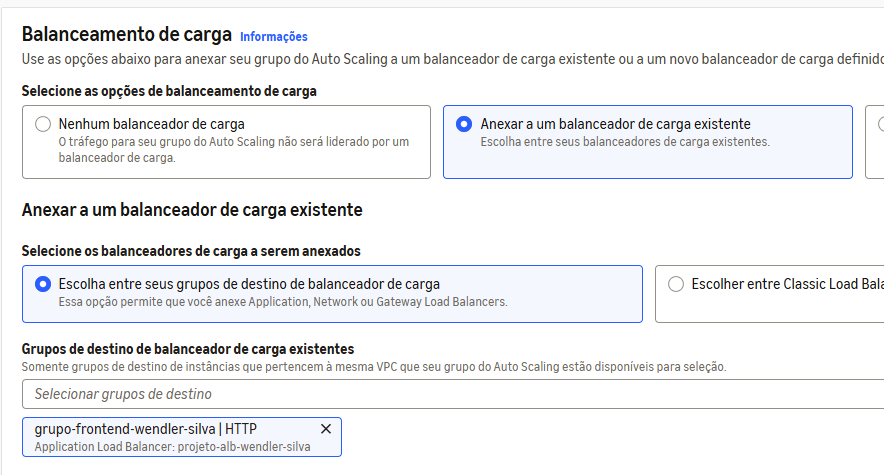 Balanceamento de carga Informações
Use as opções abaixo para anexar seu grupo do Auto Scaling a um balanceador de carga existente ou a um novo balanceador de carga definido
Selecione as opções de balanceamento de carga
Nenhum balanceador de carga
O tráfego para seu grupo do Auto Scaling não será liderado por um
balanceador de carga.
Anexar a um balanceador de carga existente
Escolha entre seus balanceadores de carga existentes.
Anexar a um balanceador de carga existente
Selecione os balanceadores de carga a serem anexados
Escolha entre seus grupos de destino de balanceador de carga
Essa opção permite que você anexe Application, Network ou Gateway Load Balancers.
Escolher entre Classic Load Bala
Grupos de destino de balanceador de carga existentes
Somente grupos de destino de instâncias que pertencem à mesma VPC que seu grupo do Auto Scaling estão disponíveis para seleção.
Selecionar grupos de destino
grupo-frontend-wendler-silva | HTTP
Application Load Balancer: projeto-alb-wendler-silva